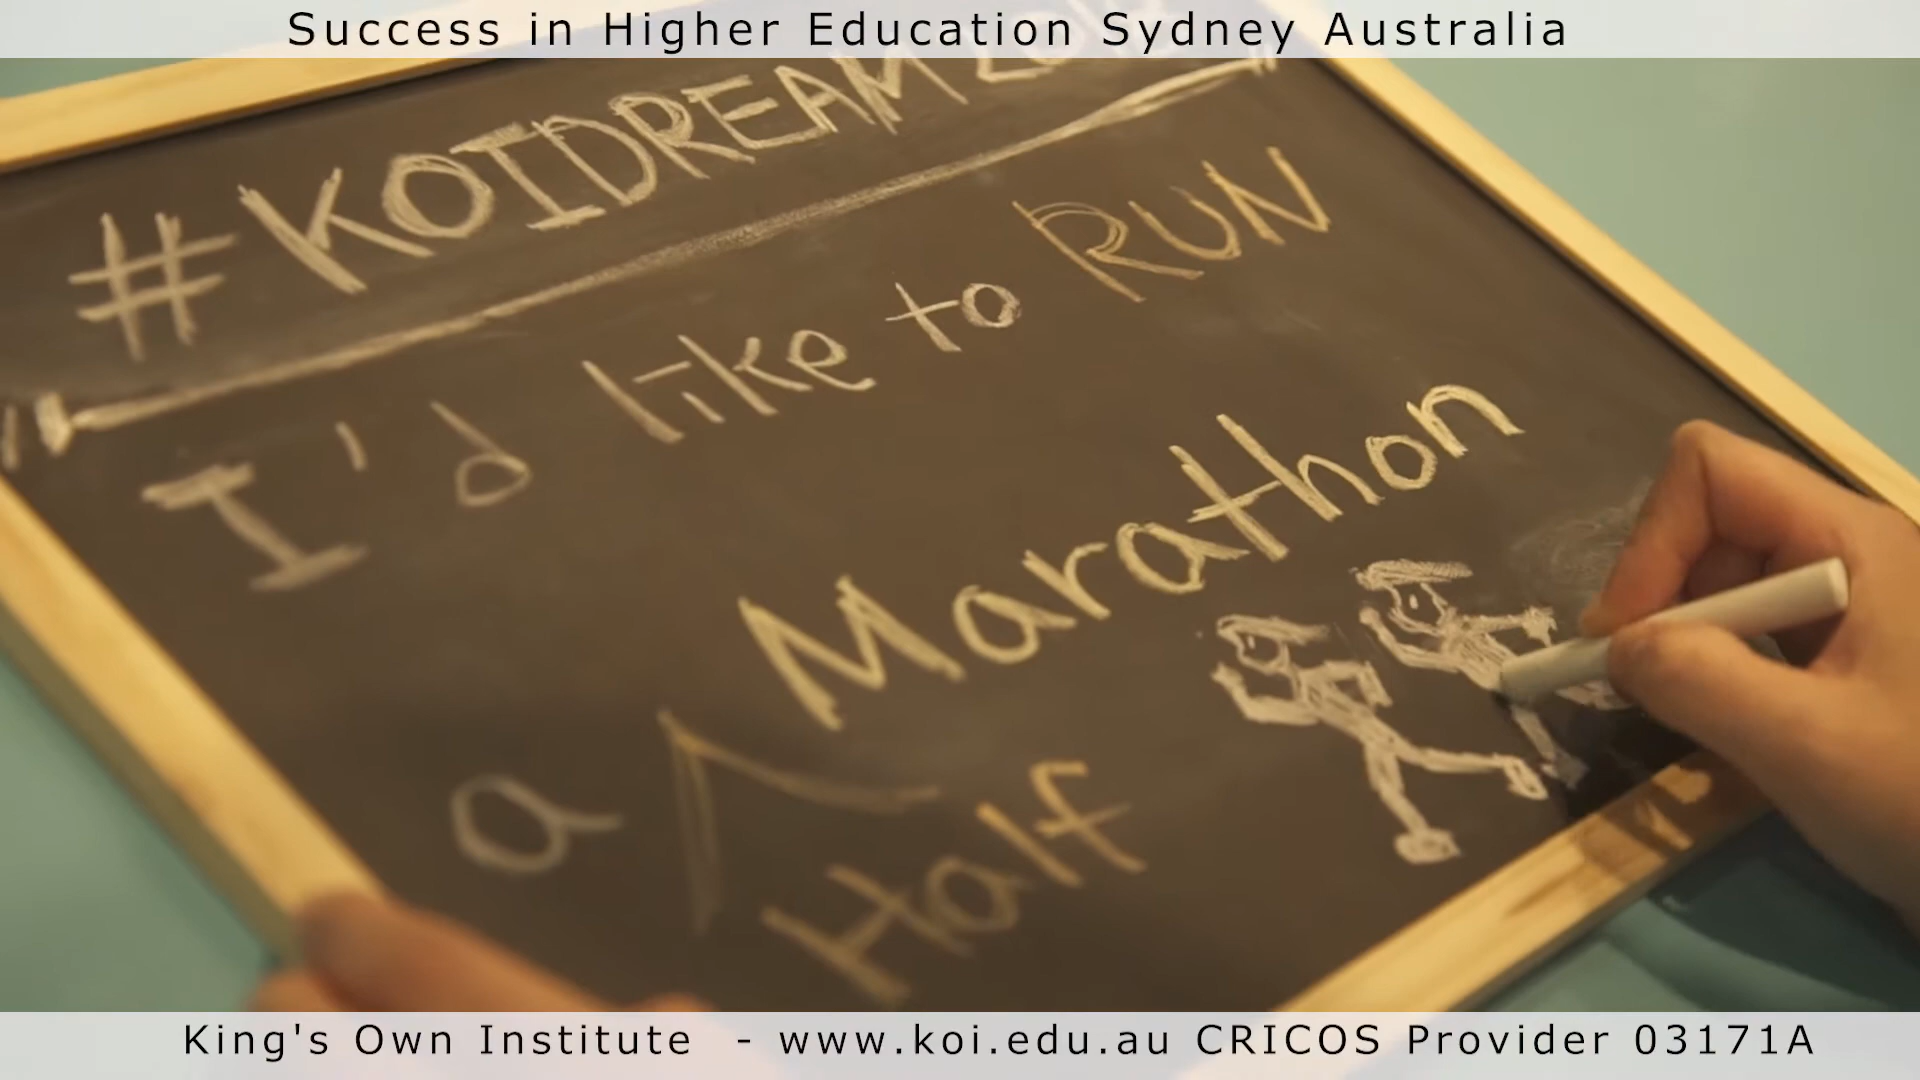 Success in Higher Education Sydney Australia
#KOIDREAM2018
I'd like to RUN
a Marathon
Half
King's Own Institute - www.koi.edu.au CRICOS Provider 03171A